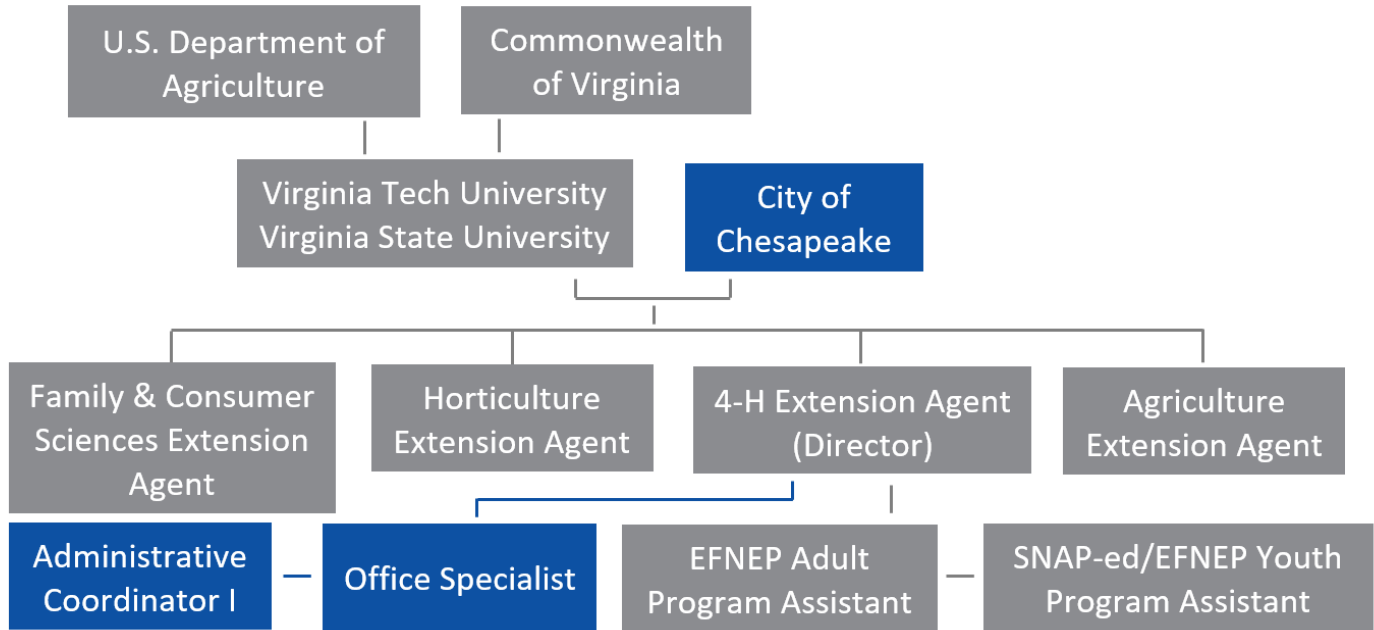 U.S. Department of
Agriculture
Commonwealth
of Virginia
Virginia Tech University
Virginia State University
City of
Chesapeake
Family & Consumer
Sciences Extension
Agent
Horticulture
Extension Agent
4-H Extension Agent
(Director)
Agriculture
Extension Agent
Administrative
Coordinator I
Office Specialist
EFNEP Adult
Program Assistant
SNAP-ed/EFNEP Youth
Program Assistant